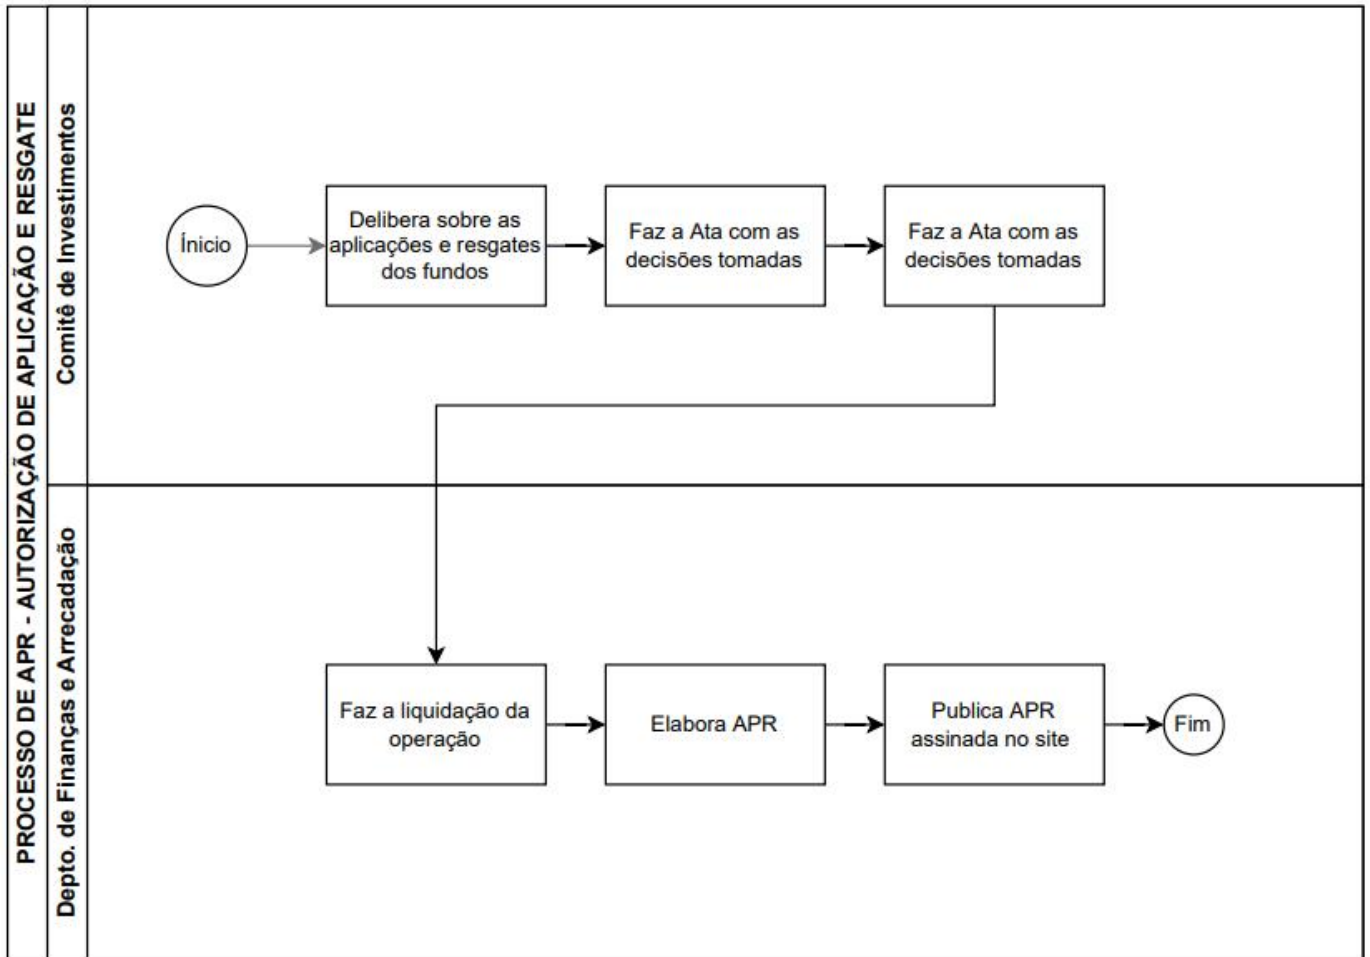 PROCESSO DE APR - AUTORIZAÇÃO DE APLICAÇÃO E RESGATE
Comitê de Investimentos
Ínicio
Delibera sobre as
aplicações e resgates
dos fundos
Faz a Ata com as
decisões tomadas
Faz a Ata com as
decisões tomadas
Depto. de Finanças e Arrecadação
Faz a liquidação da
operação
Elabora APR
Publica APR
assinada no site
Fim